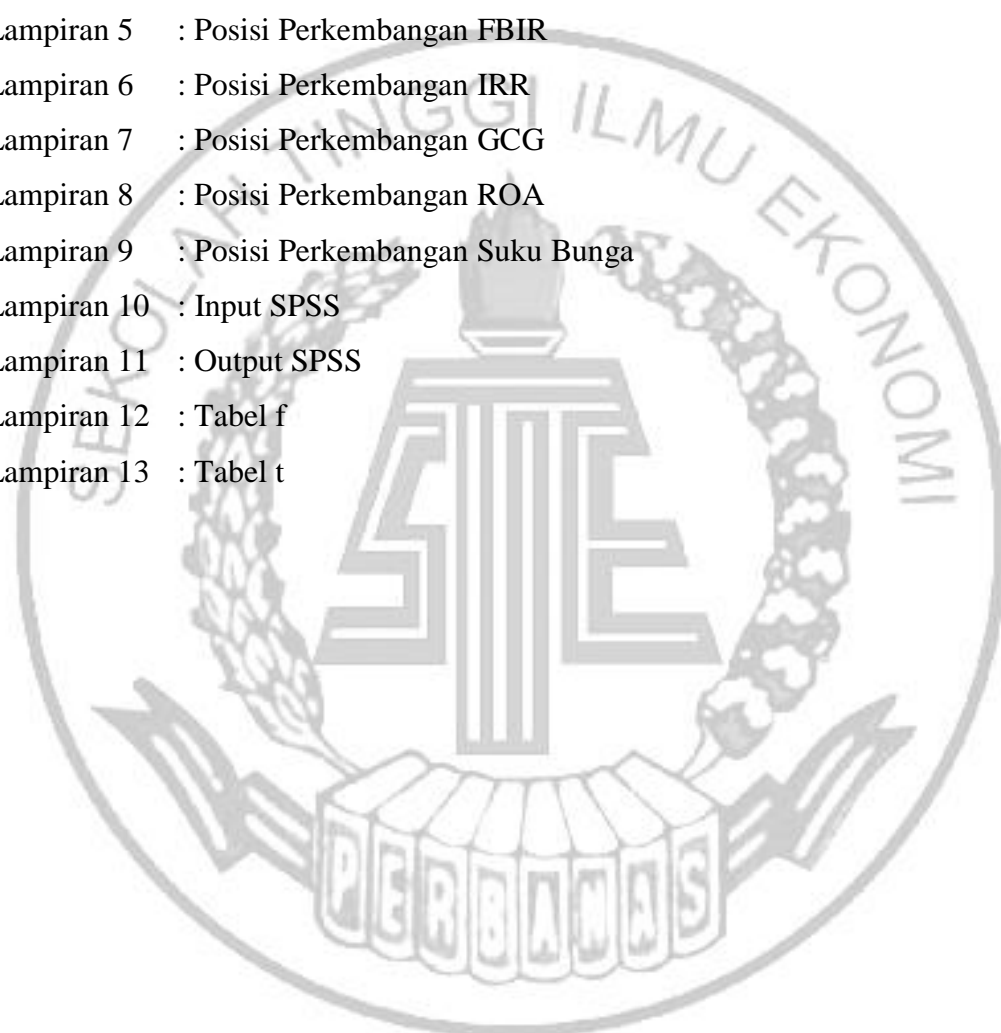 Lampiran 5 : Posisi Perkembangan FBIR
Lampiran 6 : Posisi Perkembangan IRR
Lampiran 7 : Posisi Perkembangan GCG
Lampiran 8 : Posisi Perkembangan ROA
Lampiran 9 : Posisi Perkembangan Suku Bunga
Lampiran 10 : Input SPSS
Lampiran 11 : Output SPSS
Lampiran 12 : Tabel f
Lampiran 13 : Tabel t
SEKOLAH TINGGI ILMU EKONOMI
STIE
PERBANAS